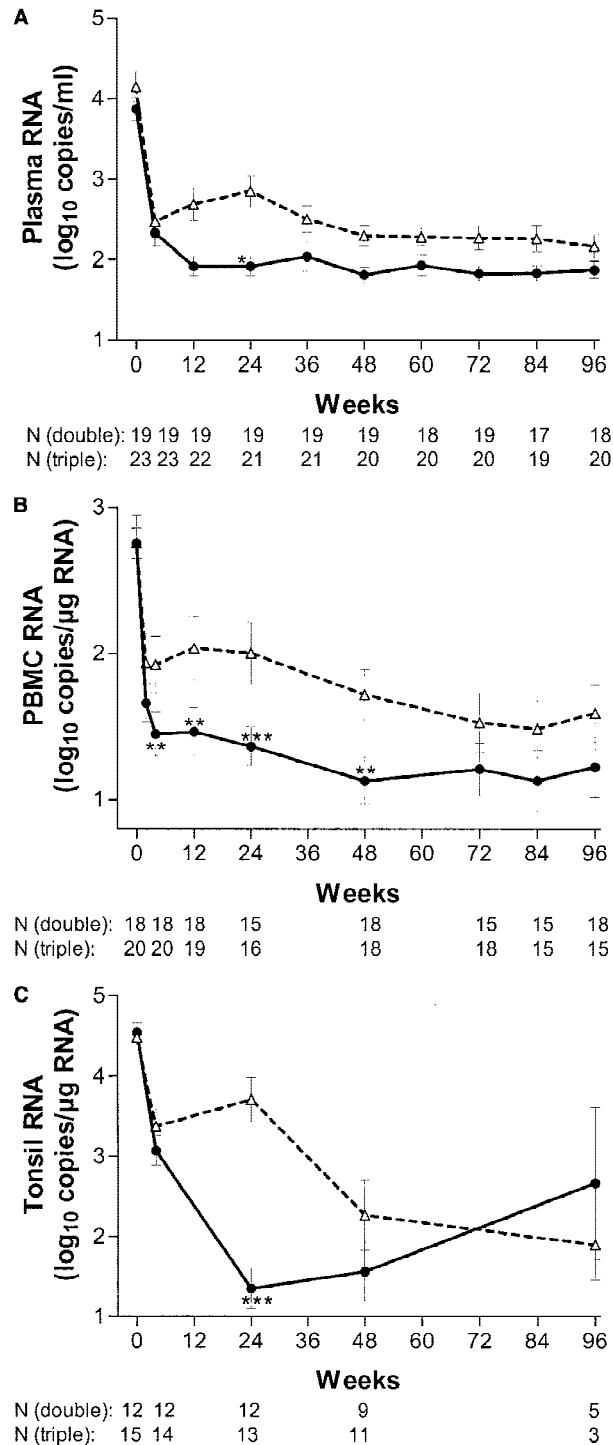 A
Plasma RNA
(log10 copies/ml)
5
4
3
2
1
*
0 12 24 36 48 60 72 84 96
Weeks
N (double): 19 19 19 19 19 19 18 19 17 18
N (triple): 23 23 22 21 21 20 20 20 19 20
B
PBMC RNA
(log10 copies/µg RNA)
3
2
1
** ** *** **
0 12 24 36 48 60 72 84 96
Weeks
N (double): 18 18 18 15 18 15 15 18
N (triple): 20 20 19 16 18 18 15 15
C
Tonsil RNA
(log10 copies/µg RNA)
5
4
3
2
1
***
0 12 24 36 48 60 72 84 96
Weeks
N (double): 12 12 12 9 5
N (triple): 15 14 13 11 3